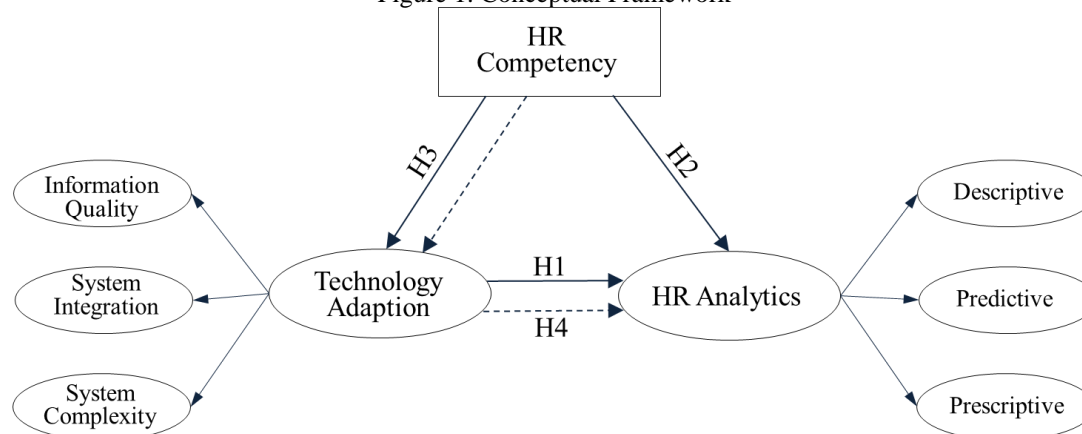 Figure 1. Conceptual Framework
HR
Competency
H3
H2
Information
Quality
System
Integration
System
Complexity
Technology
Adaption
H1
H4
HR Analytics
Descriptive
Predictive
Prescriptive